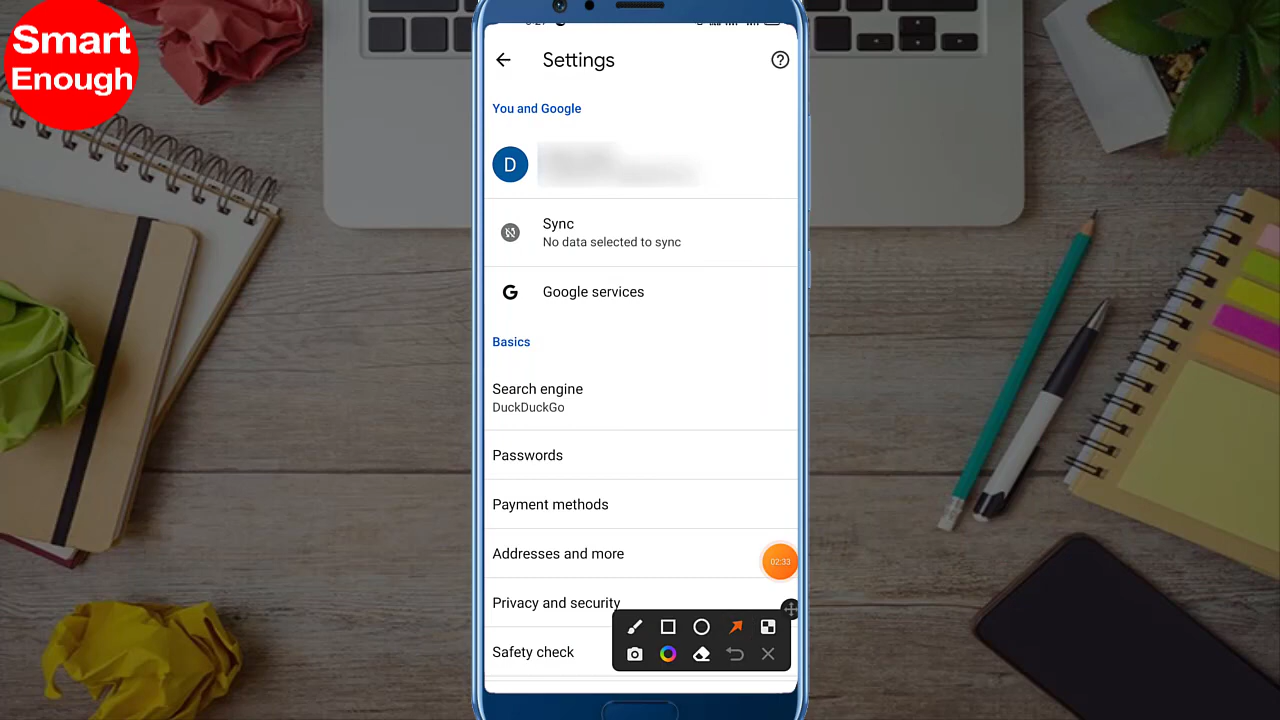 Smart
Enough
Settings
You and Google
D
Sync
No data selected to sync
Google services
Basics
Search engine
DuckDuckGo
Passwords
Payment methods
Addresses and more
02:33
Privacy and security
Safety check